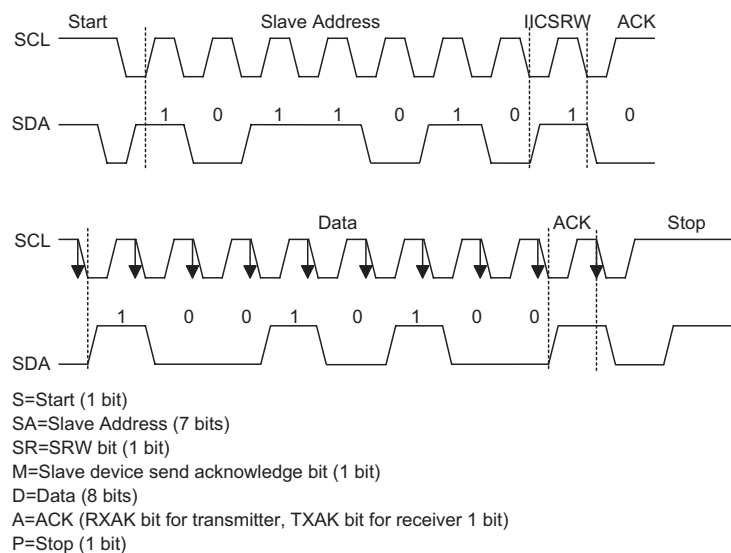 Start Slave Address IICSRW ACK
SCL
1 0 1 1 0 1 0 1 0
SDA
Data ACK Stop
SCL
1 0 0 1 0 1 0 0
SDA
S=Start (1 bit)
SA=Slave Address (7 bits)
SR=SRW bit (1 bit)
M=Slave device send acknowledge bit (1 bit)
D=Data (8 bits)
A=ACK (RXAK bit for transmitter, TXAK bit for receiver 1 bit)
P=Stop (1 bit)